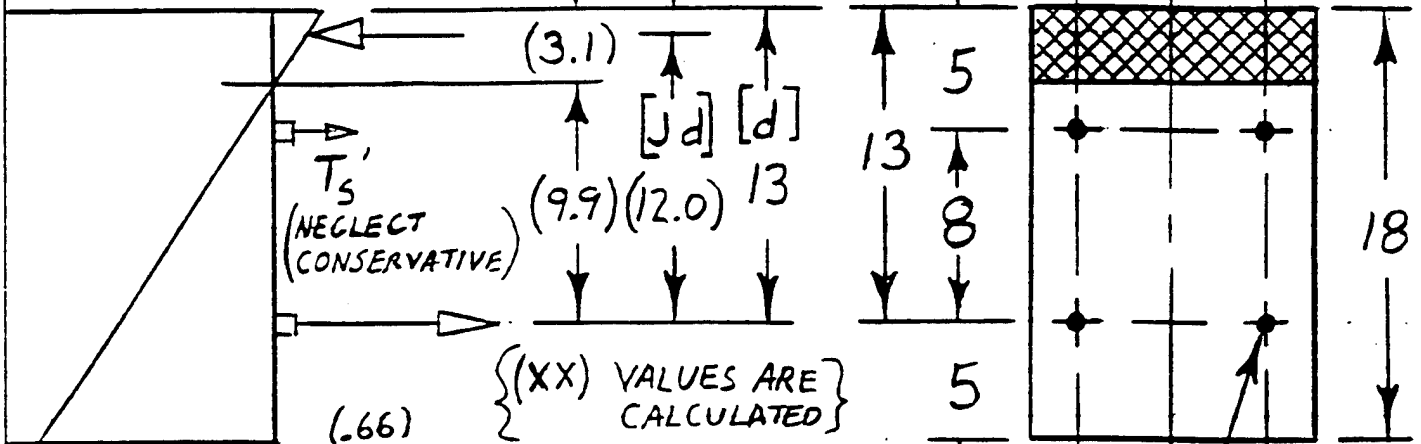 (3.1)
5
[Jd] [d]
13
T's
8
(NEGLECT
CONSERVATIVE)
(9.9) (12.0) 13
18
{(XX) VALUES ARE
CALCULATED}
5
(.66)